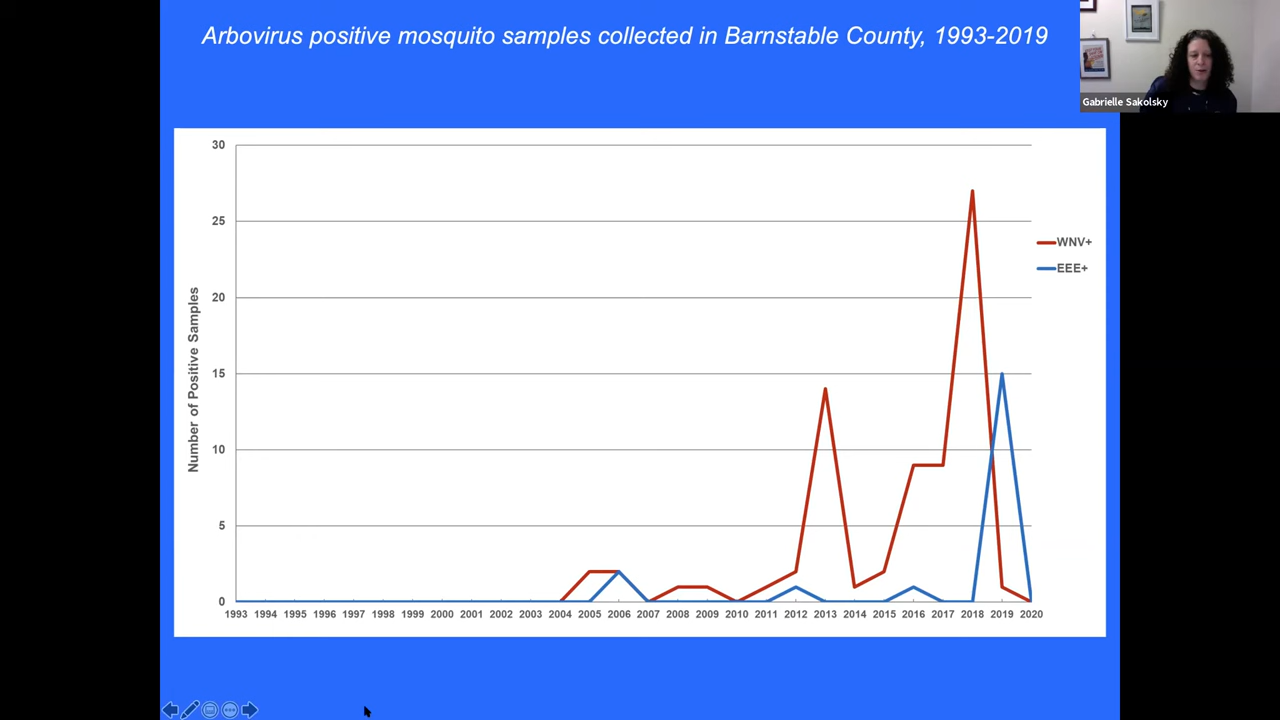 Arbovirus positive mosquito samples collected in Barnstable County, 1993-2019
Gabrielle Sakolsky
30
25
20
15
10
5
0
Number of Positive Samples
WNV+
EEE+
1993 1994 1995 1996 1997 1998 1999 2000 2001 2002 2003 2004 2005 2006 2007 2008 2009 2010 2011 2012 2013 2014 2015 2016 2017 2018 2019 2020